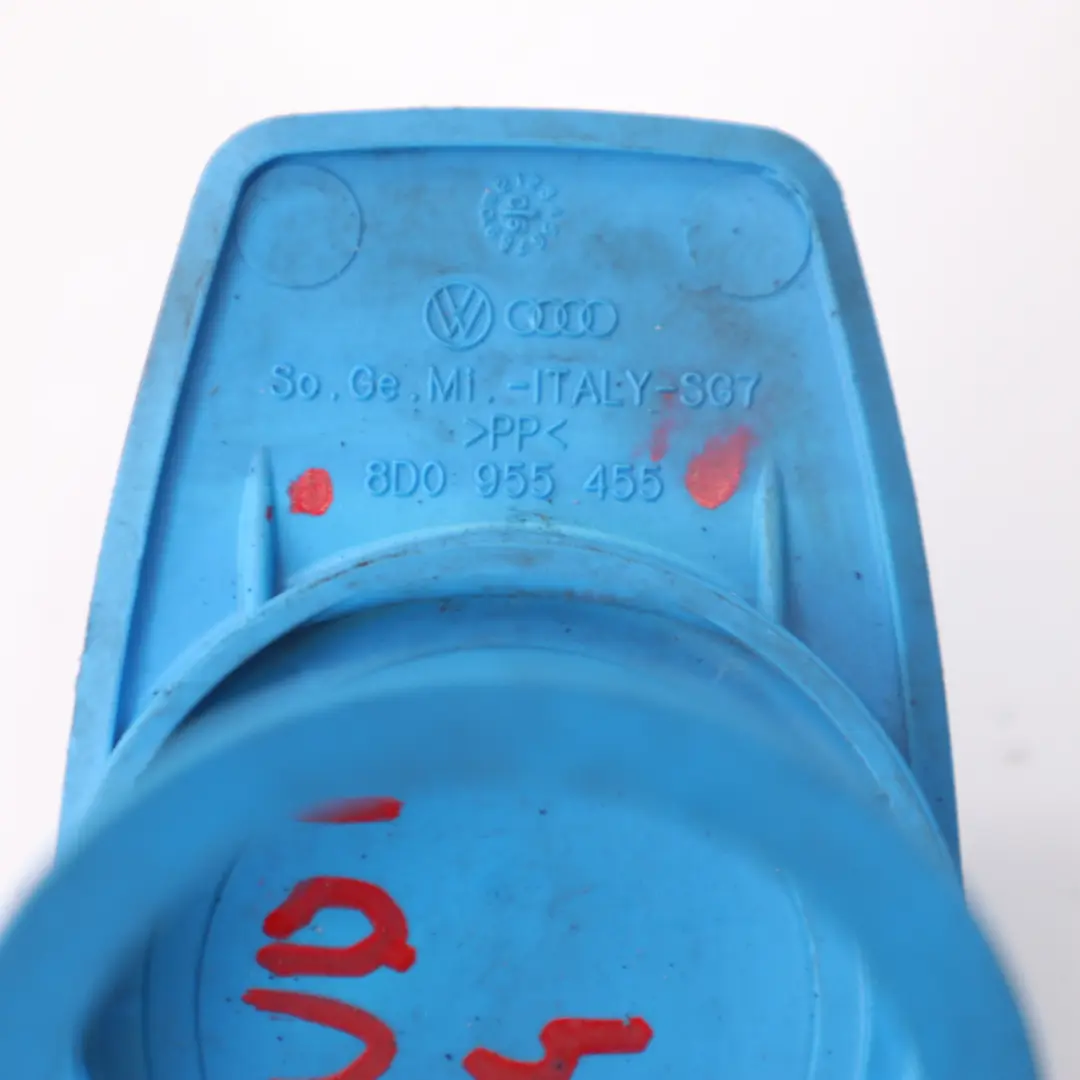 So.Ge.Mi.-ITALY-SG7
>PP<
8D0 955 455